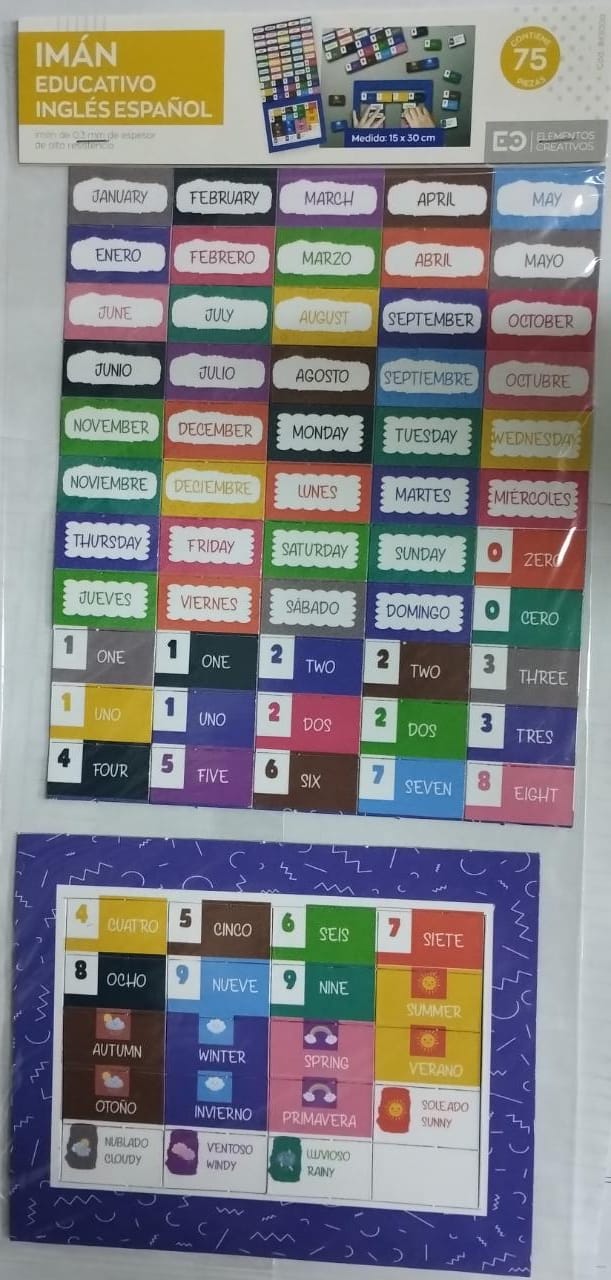 IMÁN
EDUCATIVO
INGLÉS ESPAÑOL
Imán de 0.3 mm de espesor
de alta resistencia
Medida: 15 x 30 cm
CONTIENE
75
PIEZAS
EC ELEMENTOS
CREATIVOS
JANUARY FEBRUARY MARCH APRIL MAY
ENERO FEBRERO MARZO ABRIL MAYO
JUNE JULY AUGUST SEPTEMBER OCTOBER
JUNIO JULIO AGOSTO SEPTIEMBRE OCTUBRE
NOVEMBER DECEMBER MONDAY TUESDAY WEDNESDAY
NOVIEMBRE DECIEMBRE LUNES MARTES MIÉRCOLES
THURSDAY FRIDAY SATURDAY SUNDAY 0 ZERO
JUEVES VIERNES SÁBADO DOMINGO 0 CERO
1 ONE 1 ONE 2 TWO 2 TWO 3 THREE
1 UNO 1 UNO 2 DOS 2 DOS 3 TRES
4 FOUR 5 FIVE 6 SIX 7 SEVEN 8 EIGHT
4 CUATRO 5 CINCO 6 SEIS 7 SIETE
8 OCHO 9 NUEVE 9 NINE SUMMER
AUTUMN WINTER SPRING VERANO
OTOÑO INVIERNO PRIMAVERA SOLEADO
SUNNY
NUBLADO VENTOSO LLUVIOSO
CLOUDY WINDY RAINY